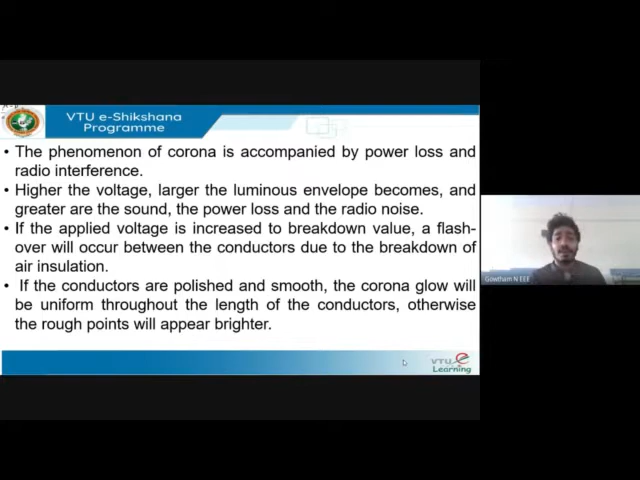 VTU e-Shikshana
Programme
• The phenomenon of corona is accompanied by power loss and
radio interference.
• Higher the voltage, larger the luminous envelope becomes, and
greater are the sound, the power loss and the radio noise.
• If the applied voltage is increased to breakdown value, a flash-
over will occur between the conductors due to the breakdown of
air insulation.
• If the conductors are polished and smooth, the corona glow will
be uniform throughout the length of the conductors, otherwise
the rough points will appear brighter.
VTU e
Learning
Gowtham N EEE